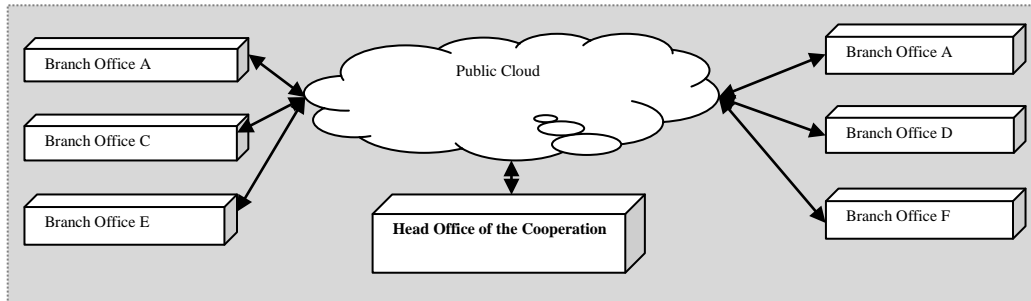 Branch Office A
Branch Office C
Branch Office E
Public Cloud
Head Office of the Cooperation
Branch Office A
Branch Office D
Branch Office F